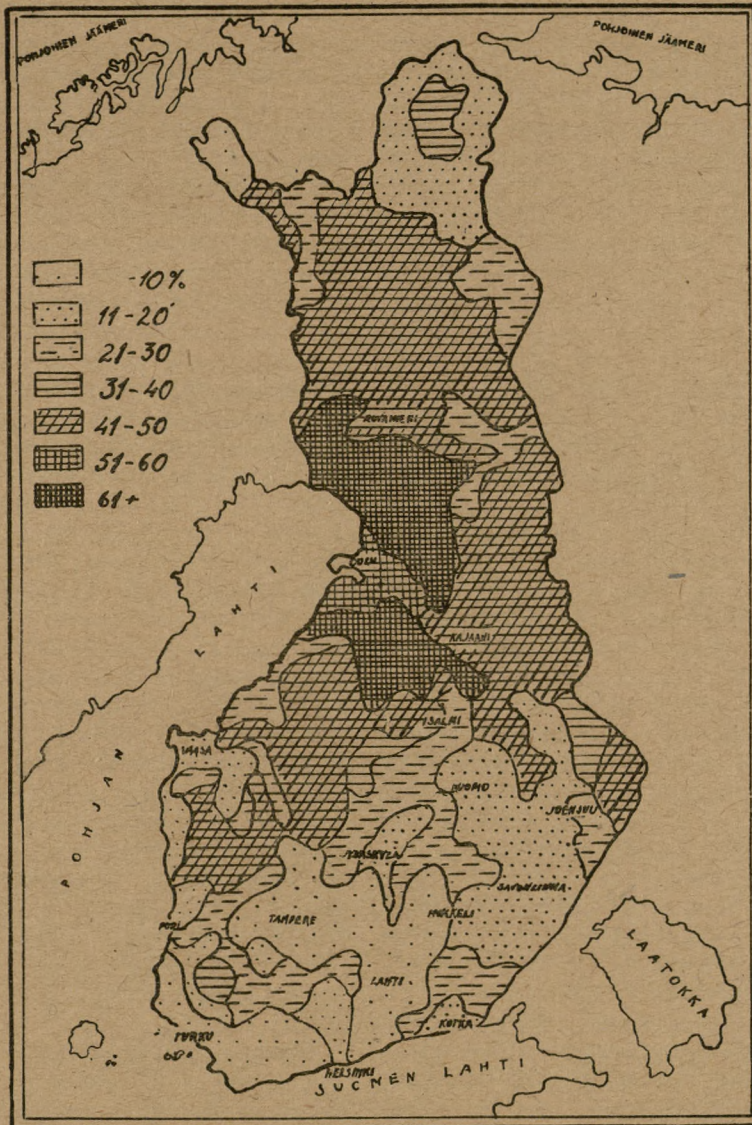 POHJOINEN JÄÄMERI
POHJOINEN JÄÄMERI
-10%
11-20
21-30
31-40
41-50
51-60
61+
ROVANIEMI
OULU
LAHTI
KAJAANI
IISALMI
VAASA
KUOPIO
JOENSUU
POHJAN
JYVÄSKYLÄ
SAVONLINNA
MIKKELI
TAMPERE
PORI
LAATOKKA
LAHTI
TURKU
KOTKA
HELSINKI
SUOMEN LAHTI